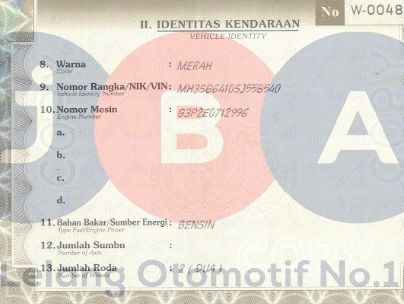 No W-0048
II. IDENTITAS KENDARAAN
VEHICLE IDENTITY
8. Warna : MERAH
Color
9. Nomor Rangka/NIK/VIN: MH3SG6410SJ558540
Vehicle Identity Number
10. Nomor Mesin : G3P2E0712996
Engine Number
a.
b.
c.
d.
11. Bahan Bakar/Sumber Energi : BENSIN
Type Fuel/Engine Power
12. Jumlah Sumbu :
Number of Axis
13. Jumlah Roda : 2 (DUA)
Number of Wheels
J B A
Lelang Otomotif No.1